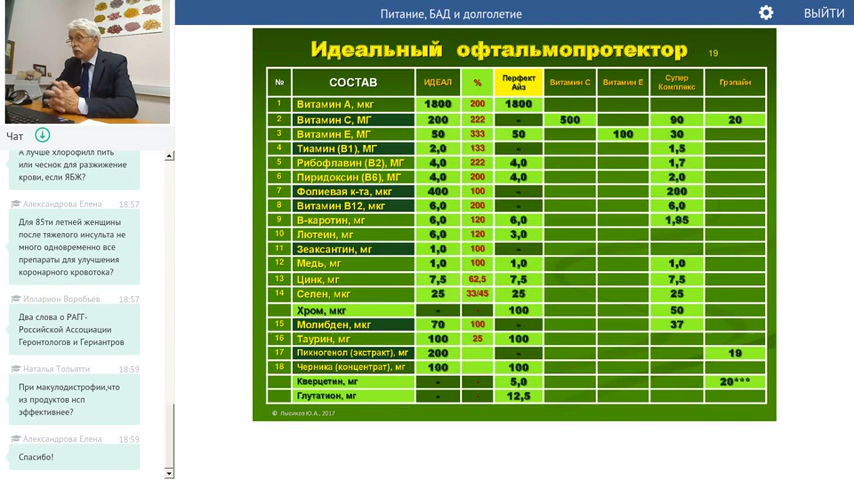 Питание, БАД и долголетие
ВЫЙТИ
Чат
А лучше хлорофилл пить
или чеснок для разжижение
крови, если ЯБЖ?
Александрова Елена 18:57
Для 85ти летней женщины
после тяжелого инсульта не
много одновременно все
препараты для улучшения
коронарного кровотока?
Илларион Воробьев 18:57
Два слова о РАГГ-
Российской Ассоциации
Геронтологов и Гериантров
Наталья Тольятти 18:59
При макулодистрофии,что
из продуктов нсп
эффективнее?
Александрова Елена 18:59
Спасибо!
Идеальный офтальмопротектор 19
№ СОСТАВ ИДЕАЛ % Перфект Айз Витамин С Витамин Е Супер Комплекс Грэпайн
1 Витамин А, мкг 1800 200 1800
2 Витамин С, МГ 200 222 - 500 90 20
3 Витамин Е, МГ 50 333 50 100 30
4 Тиамин (В1), МГ 2,0 133 - 1,5
5 Рибофлавин (В2), МГ 4,0 222 4,0 1,7
6 Пиридоксин (В6), МГ 4,0 200 4,0 2,0
7 Фолиевая к-та, мкг 400 100 - 200
8 Витамин В12, мкг 6,0 200 - 6,0
9 В-каротин, мг 6,0 120 6,0 1,95
10 Лютеин, мг 6,0 120 3,0
11 Зеаксантин, мг 1,0 100 -
12 Медь, мг 1,0 100 1,0 1,0
13 Цинк, мг 7,5 62,5 7,5 7,5
14 Селен, мкг 25 33/45 25 25
Хром, мкг - - 100 50
15 Молибден, мкг 70 100 - 37
16 Таурин, мг 100 25 100
17 Пикногенол (экстракт), мг 200 - 19
18 Черника (концентрат), мг 100 100
Кверцетин, мг - - 5,0 20***
Глутатион, мг - - 12,5
© Лысиков Ю.А., 2017